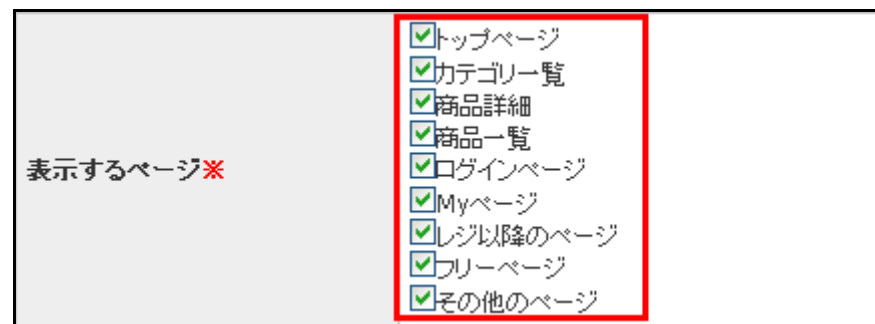 表示するページ※
トップページ
カテゴリー覧
商品詳細
商品一覧
ログインページ
Myページ
レジ以降のページ
フリーページ
その他のページ